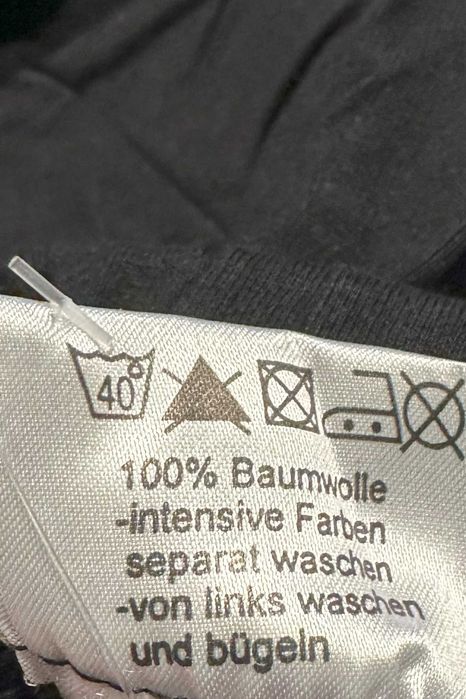 40°
100% Baumwolle
-intensive Farben
separat waschen
-von links waschen
und bügeln